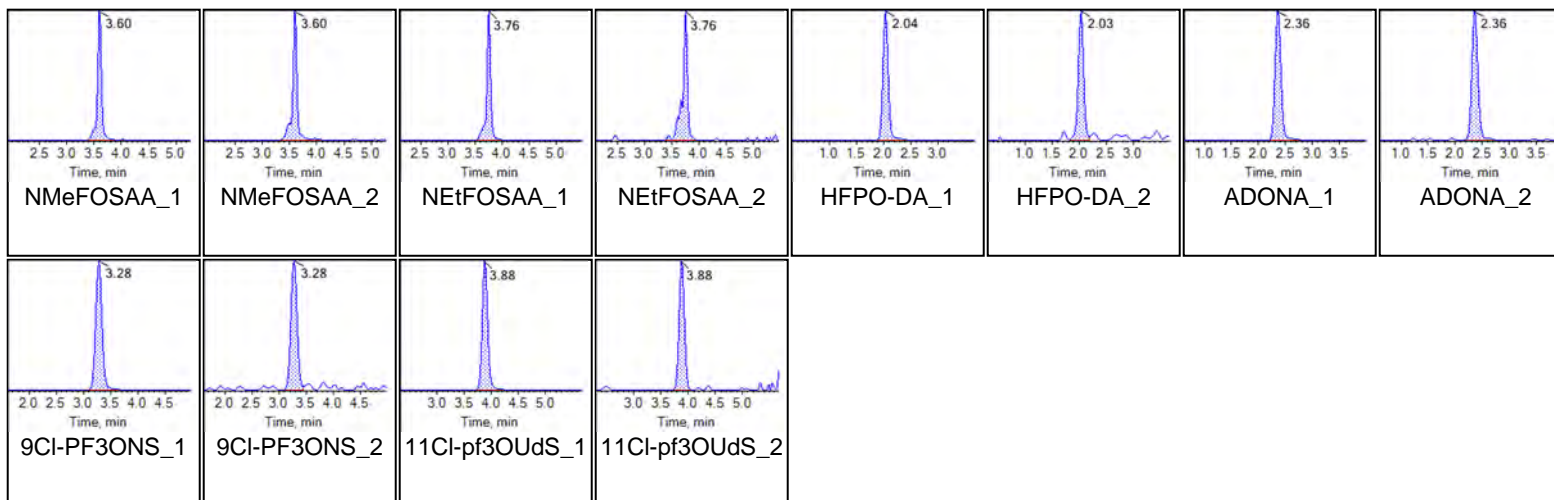 3.60 3.60 3.76 3.76 2.04 2.03 2.36 2.36
2.5 3.0 3.5 4.0 4.5 5.0 2.5 3.0 3.5 4.0 4.5 5.0 2.5 3.0 3.5 4.0 4.5 5.0 2.5 3.0 3.5 4.0 4.5 5.0 1.0 1.5 2.0 2.5 3.0 1.0 1.5 2.0 2.5 3.0 1.0 1.5 2.0 2.5 3.0 3.5 1.0 1.5 2.0 2.5 3.0 3.5
Time, min Time, min Time, min Time, min Time, min Time, min Time, min Time, min
NMeFOSAA_1 NMeFOSAA_2 NEtFOSAA_1 NEtFOSAA_2 HFPO-DA_1 HFPO-DA_2 ADONA_1 ADONA_2
3.28 3.28 3.88 3.88
2.0 2.5 3.0 3.5 4.0 4.5 2.0 2.5 3.0 3.5 4.0 4.5 3.0 3.5 4.0 4.5 5.0 3.0 3.5 4.0 4.5 5.0
Time, min Time, min Time, min Time, min
9Cl-PF3ONS_1 9Cl-PF3ONS_2 11Cl-pf3OUdS_1 11Cl-pf3OUdS_2